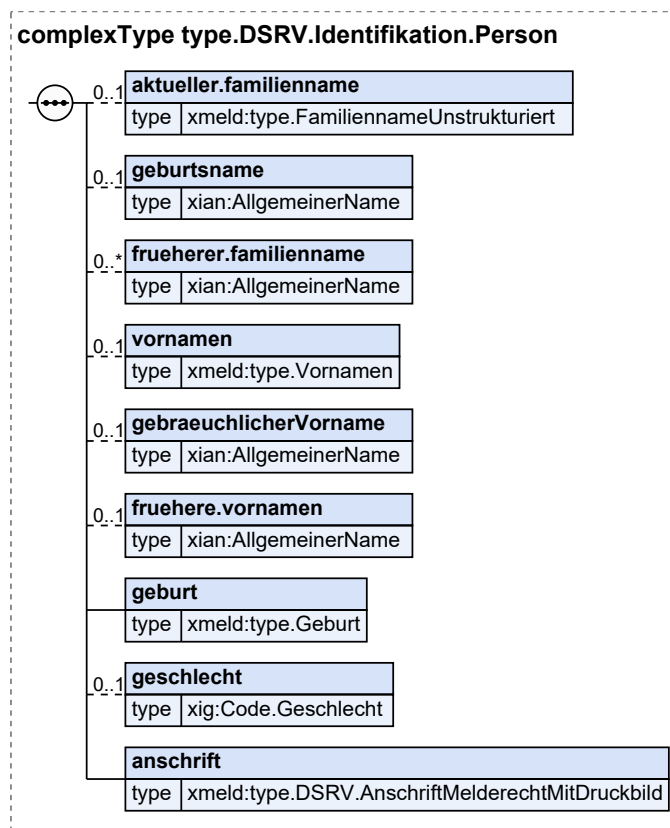 complexType type.DSRV.Identifikation.Person
0..1 aktueller.familienname
type xmeld:type.FamiliennameUnstrukturiert
0..1 geburtsname
type xian:AllgemeinerName
0..* frueherer.familienname
type xian:AllgemeinerName
0..1 vornamen
type xmeld:type.Vornamen
0..1 gebraeuchlicherVorname
type xian:AllgemeinerName
0..1 fruehere.vornamen
type xian:AllgemeinerName
geburt
type xmeld:type.Geburt
0..1 geschlecht
type xig:Code.Geschlecht
anschrift
type xmeld:type.DSRV.AnschriftMelderechtMitDruckbild